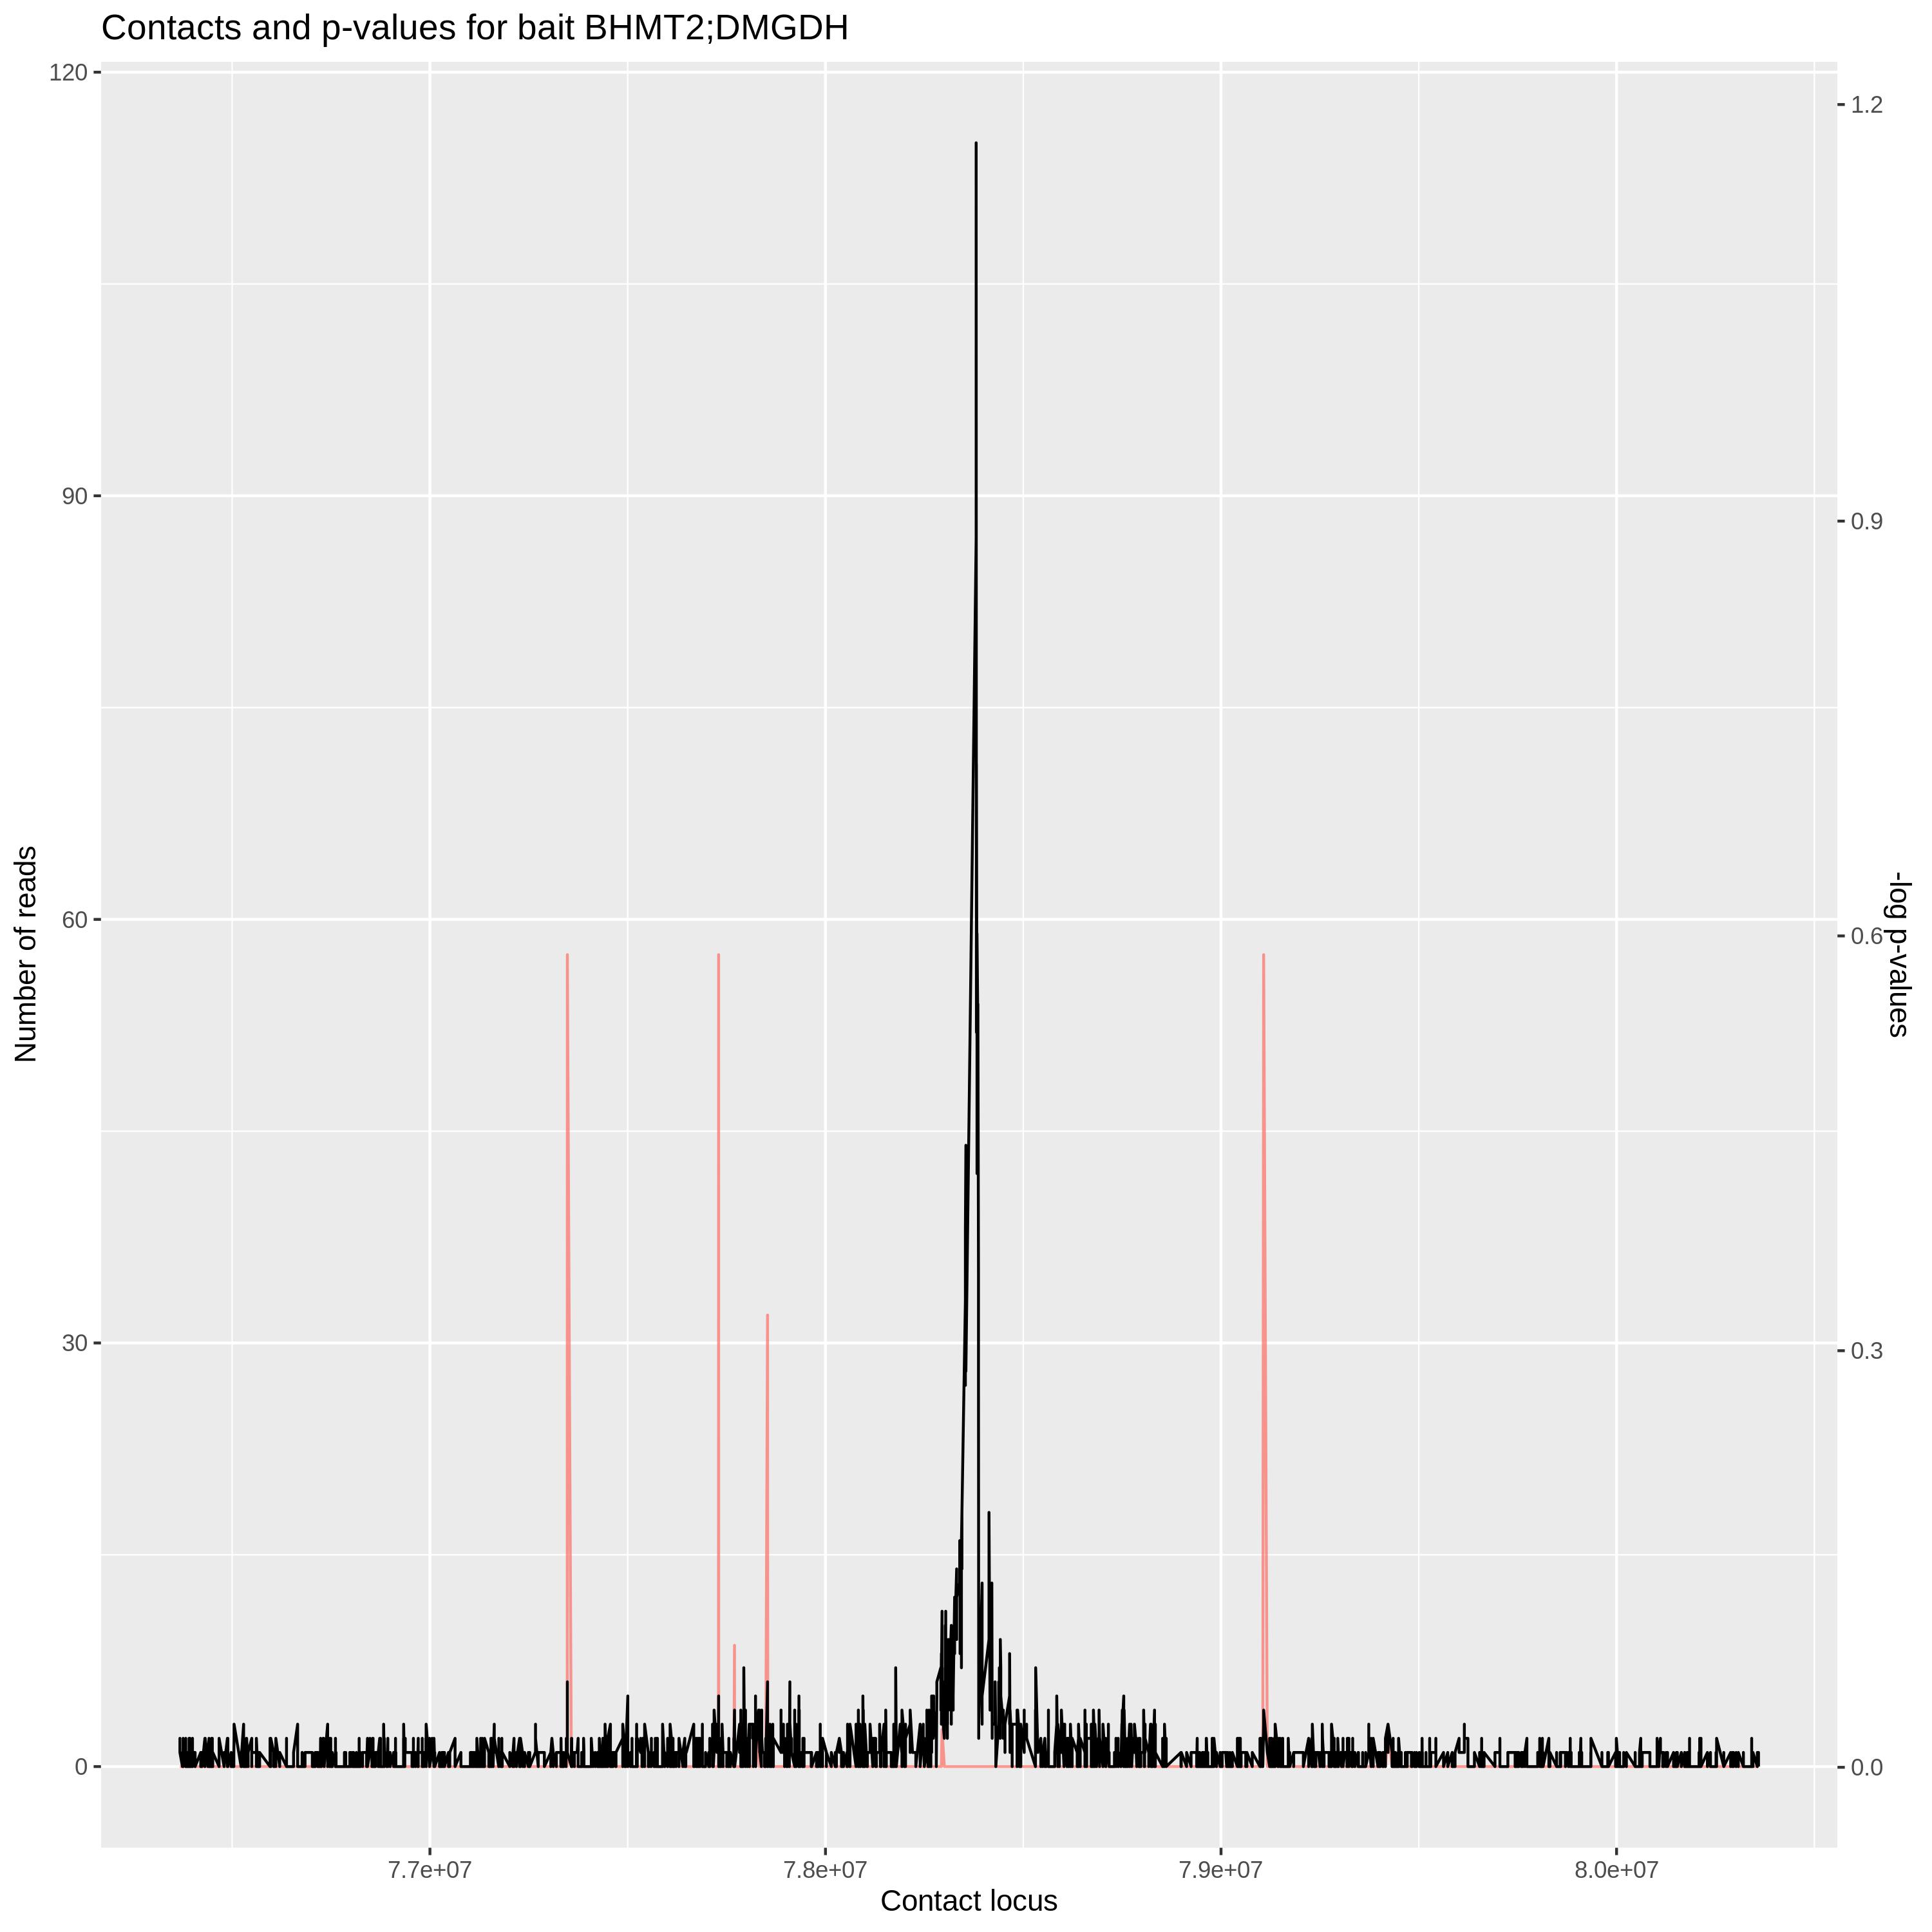 Contacts and p-values for bait BHMT2;DMGDH
120
90
60
30
0
Number of reads
1.2
0.9
0.6
0.3
0.0
-log p-values
7.7e+07
7.8e+07
7.9e+07
8.0e+07
Contact locus